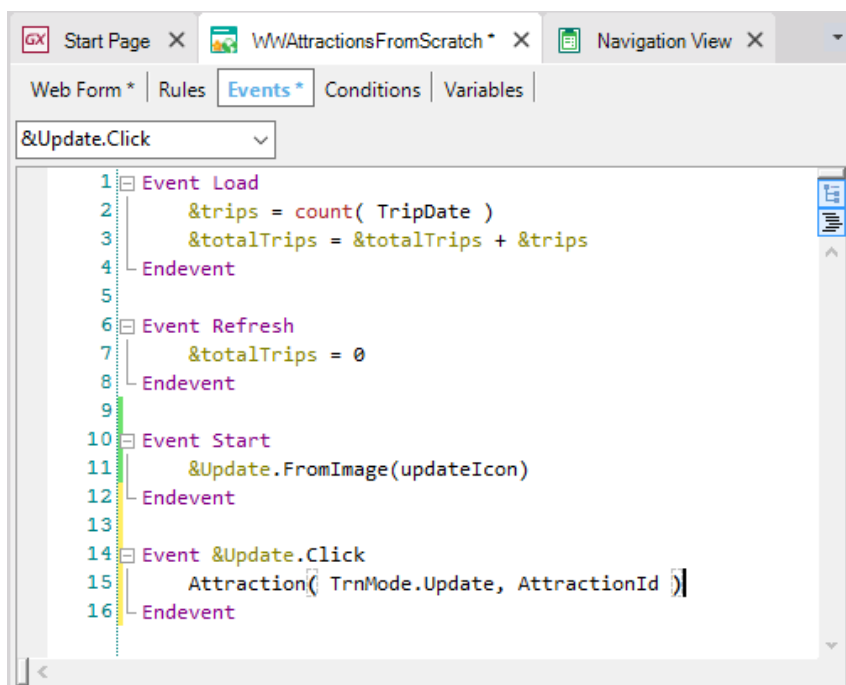 GX Start Page X WWAttractionsFromScratch * X Navigation View X
Web Form * Rules Events * Conditions Variables
&Update.Click
1 Event Load
2 &trips = count( TripDate )
3 &totalTrips = &totalTrips + &trips
4 Endevent
5
6 Event Refresh
7 &totalTrips = 0
8 Endevent
9
10 Event Start
11 &Update.FromImage(updateIcon)
12 Endevent
13
14 Event &Update.Click
15 Attraction( TrnMode.Update, AttractionId )
16 Endevent